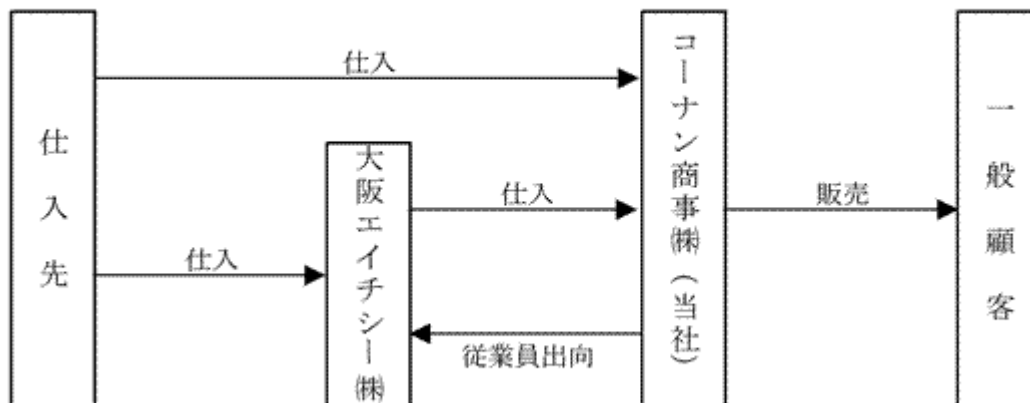 仕入先
仕入
仕入
大阪エイチシー㈱
仕入
従業員出向
コーナン商事㈱（当社）
販売
一般顧客